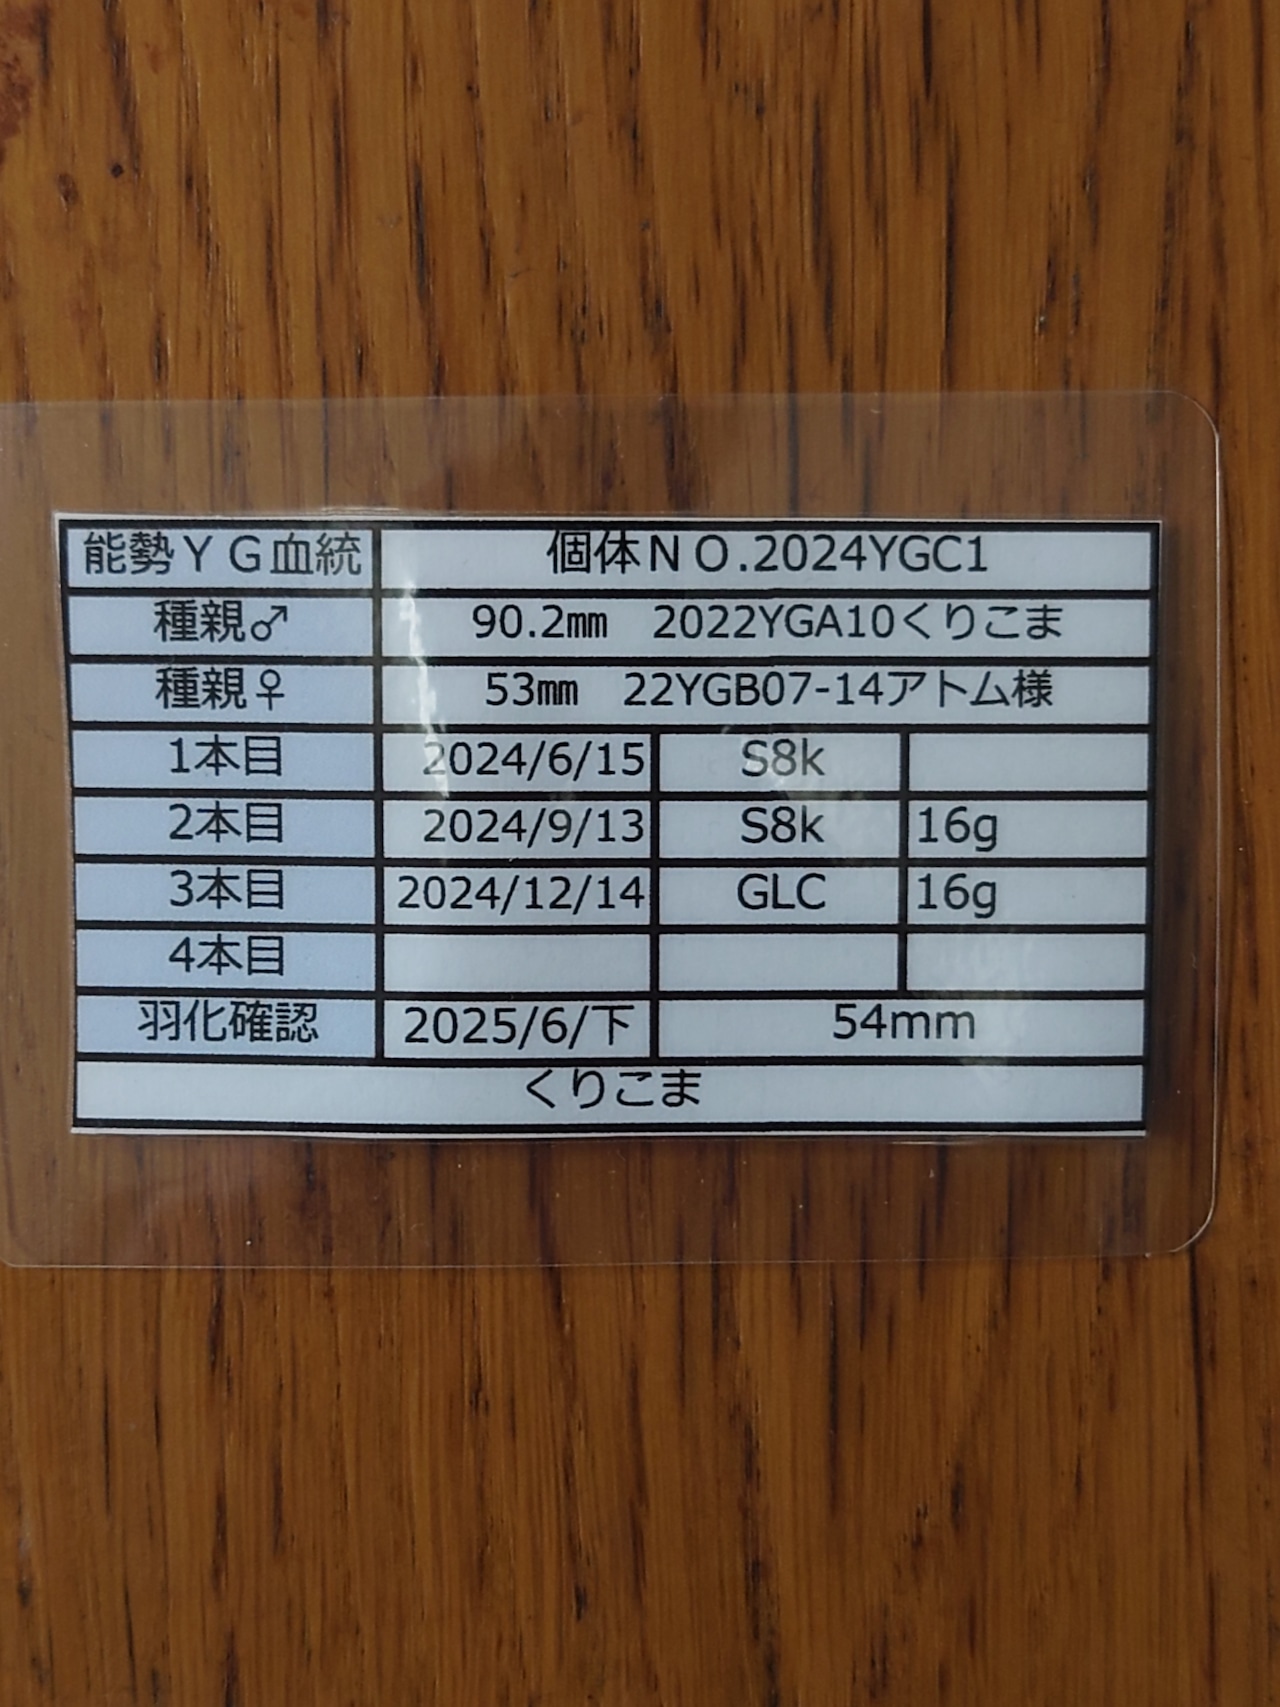 能勢ＹＧ血統 個体ＮＯ.2024YGC1
種親♂ 90.2㎜ 2022YGA10くりこま
種親♀ 53㎜ 22YGB07-14アトム様
1本目 2024/6/15 S8k
2本目 2024/9/13 S8k 16g
3本目 2024/12/14 GLC 16g
4本目
羽化確認 2025/6/下 54mm
くりこま